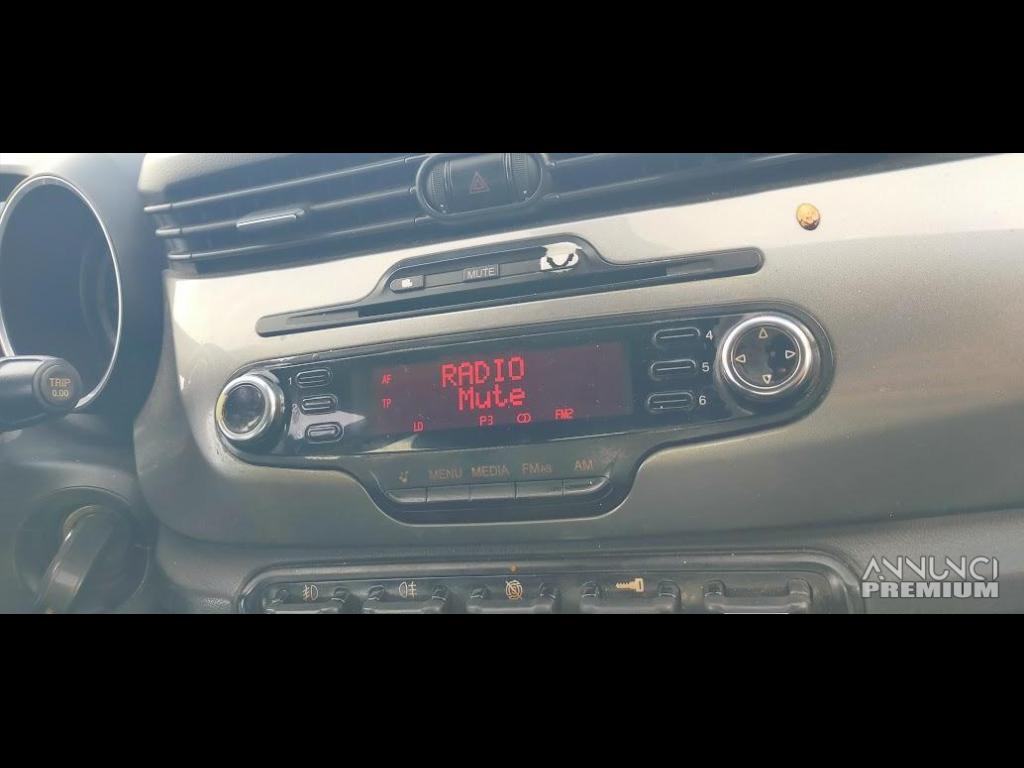 MUTE
1
2
AF
TP
RADIO
Mute
LD P3 FM2
4
5
6
MENU MEDIA FMAS AM
TRIP
0.00
ANNUNCI
PREMIUM